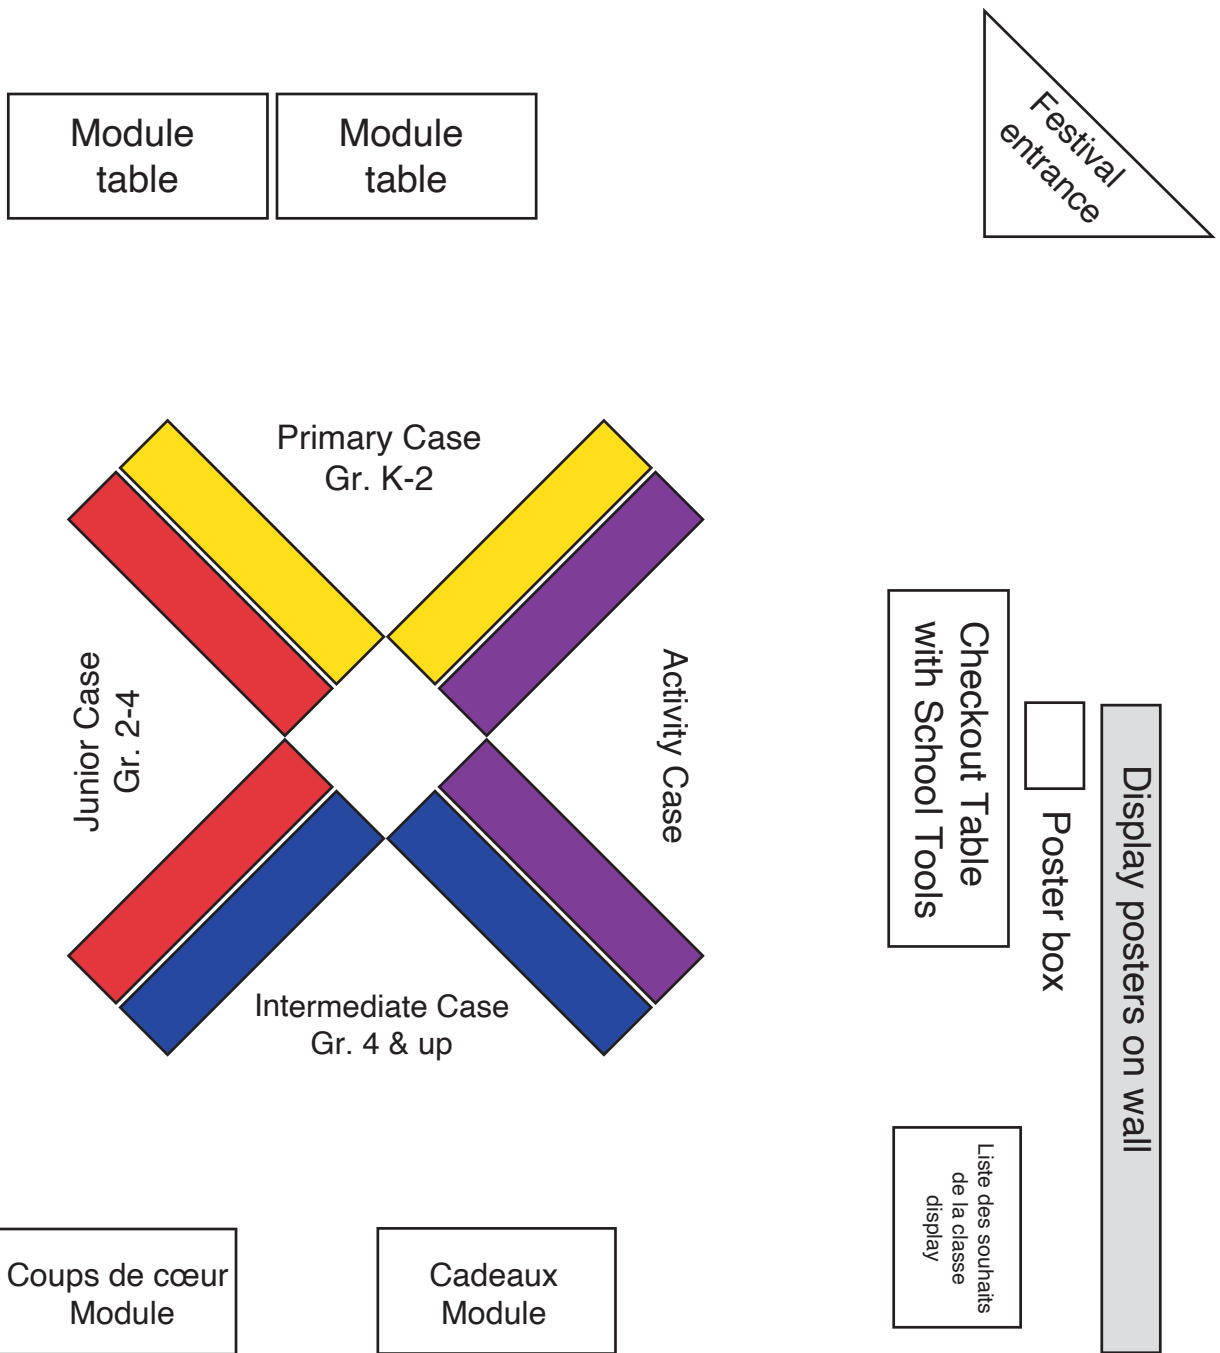 Module
table
Module
table
Festival
entrance
Primary Case
Gr. K-2
Junior Case
Gr. 2-4
Activity Case
Intermediate Case
Gr. 4 & up
Checkout Table
with School Tools
Poster box
Display posters on wall
Liste des souhaits
de la classe
display
Coups de cœur
Module
Cadeaux
Module